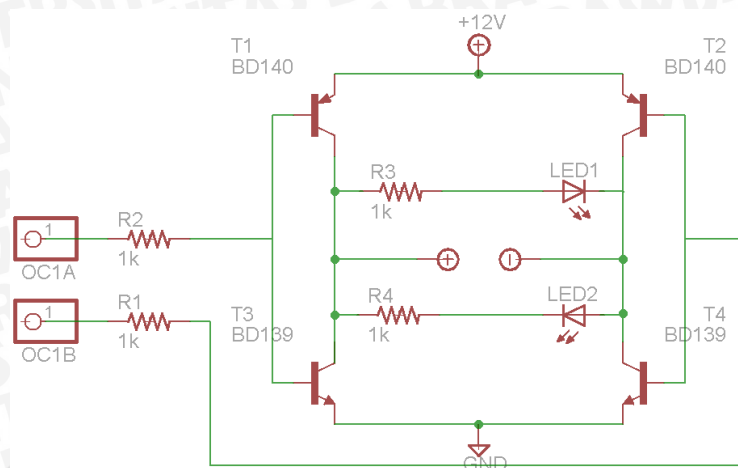 +12V
T1
BD140
T2
BD140
R3
1k
LED1
1
OC1A
R2
1k
+
-
1
OC1B
R1
1k
T3
BD139
R4
1k
LED2
T4
BD139
GND